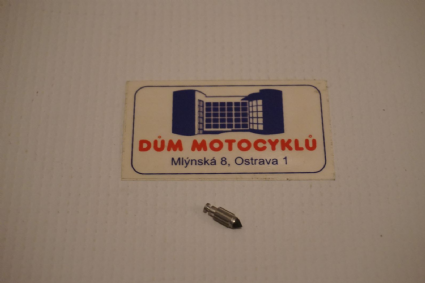 DŮM MOTOCYKLŮ
Mlýnská 8, Ostrava 1